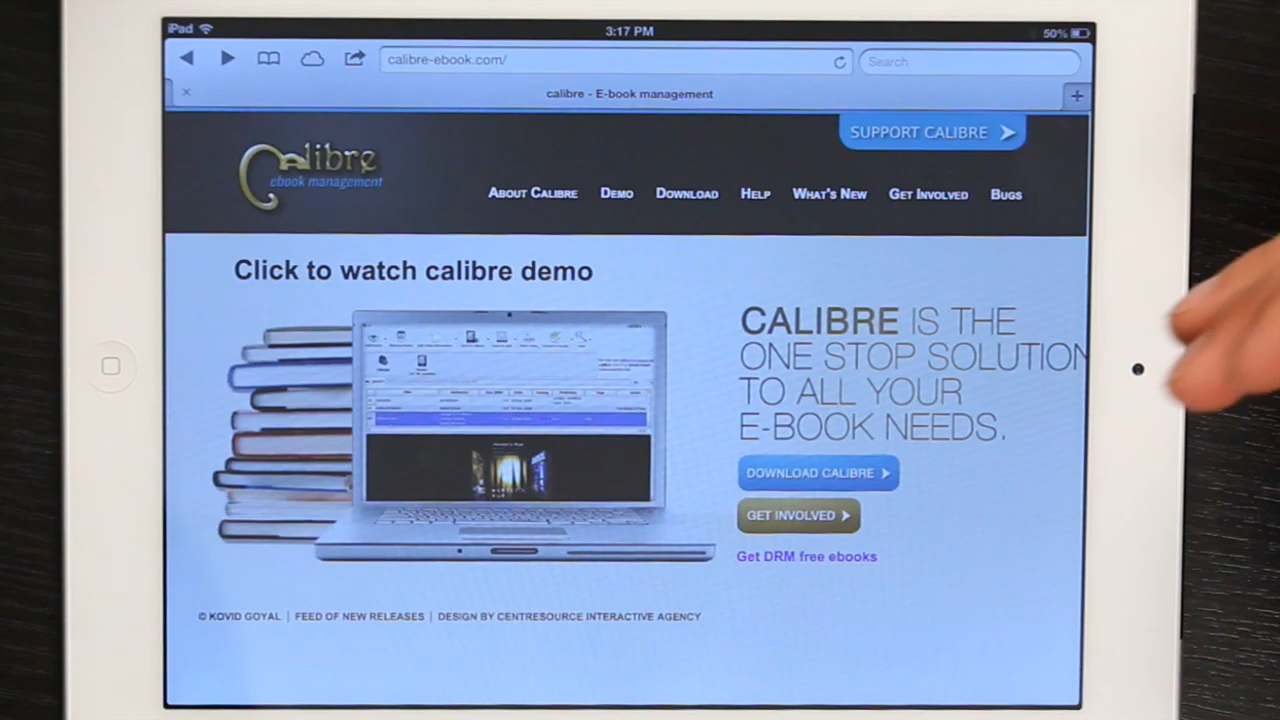 iPad
3:17 PM
50%
calibre-ebook.com/
Search
calibre - E-book management
SUPPORT CALIBRE
Calibre
ebook management
ABOUT CALIBRE
DEMO
DOWNLOAD
HELP
WHAT'S NEW
GET INVOLVED
BUGS
Click to watch calibre demo
CALIBRE IS THE
ONE STOP SOLUTION
TO ALL YOUR
E-BOOK NEEDS.
DOWNLOAD CALIBRE
GET INVOLVED
Get DRM free ebooks
© KOVID GOYAL | FEED OF NEW RELEASES | DESIGN BY CENTRESOURCE INTERACTIVE AGENCY